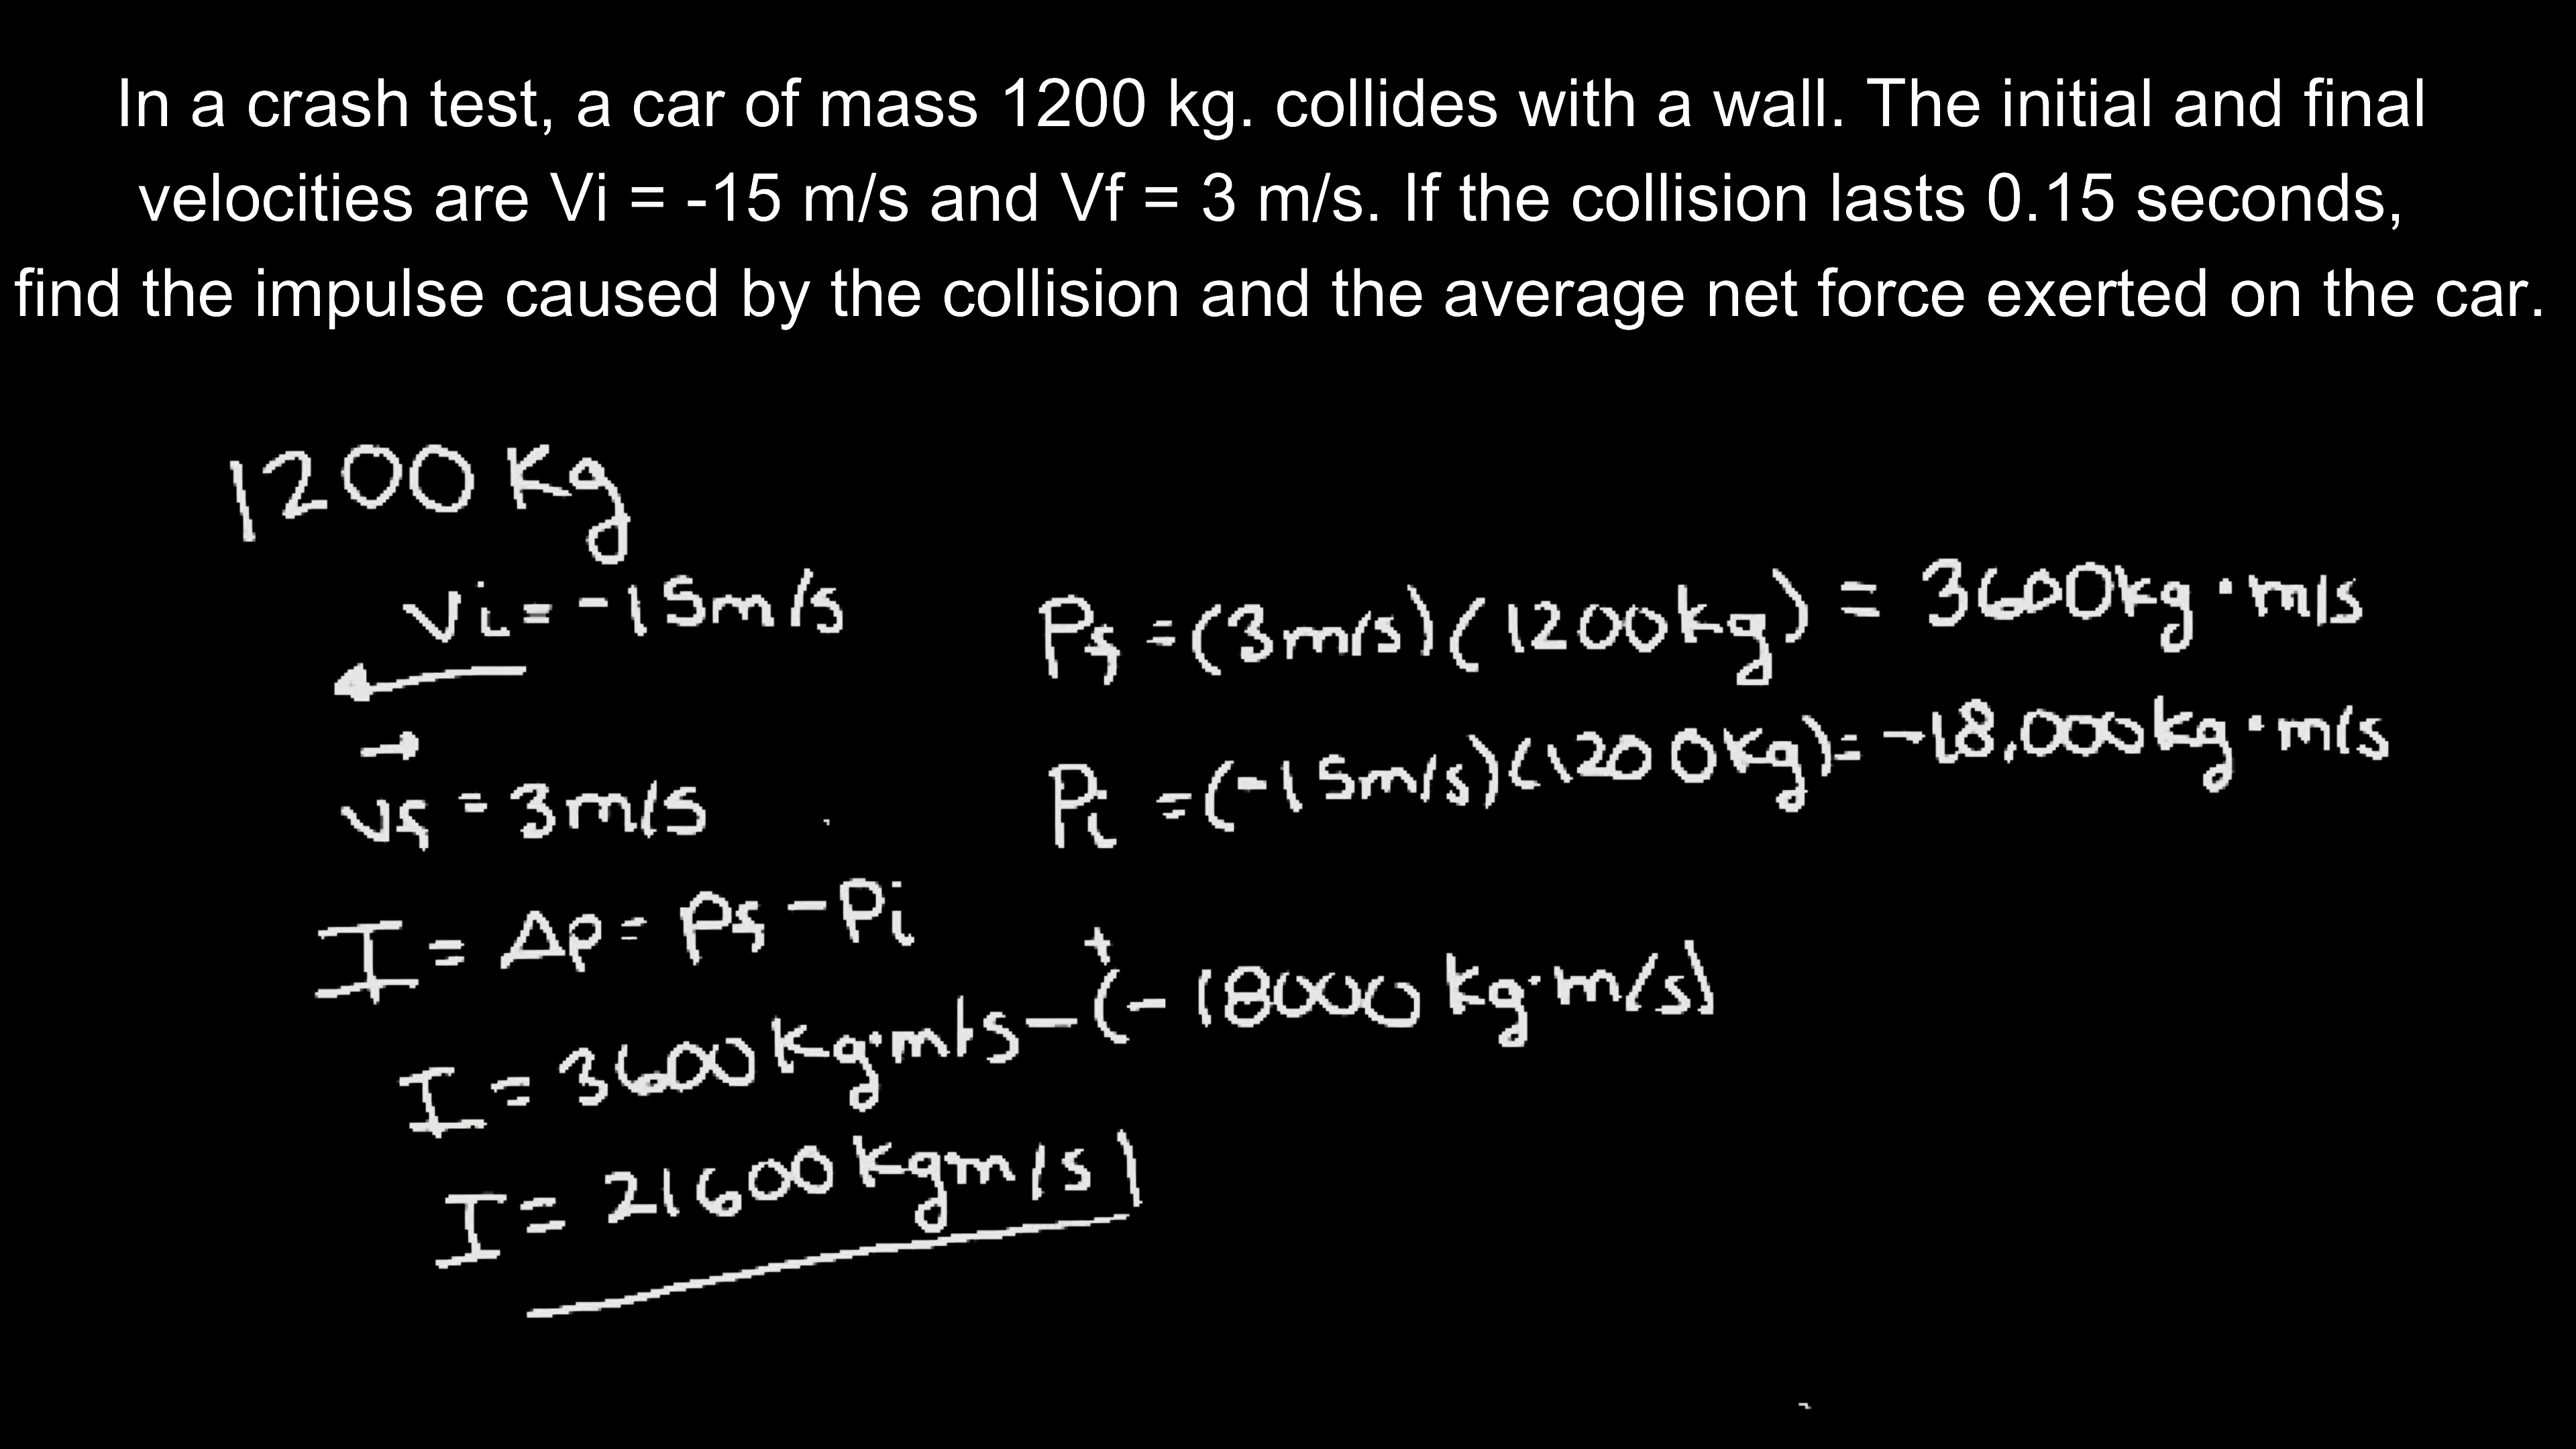 In a crash test, a car of mass 1200 kg. collides with a wall. The initial and final
velocities are Vi = -15 m/s and Vf = 3 m/s. If the collision lasts 0.15 seconds,
find the impulse caused by the collision and the average net force exerted on the car.
1200 kg
Vi = -15m/s
Vf = 3m/s
Pf = (3m/s)(1200kg) = 3600kg·m/s
Pi = (-15m/s)(1200kg) = -18,000kg·m/s
I = Δp = Pf - Pi
+
I = 3600kg·m/s - (-18000 kg·m/s)
I = 21600kgm/s